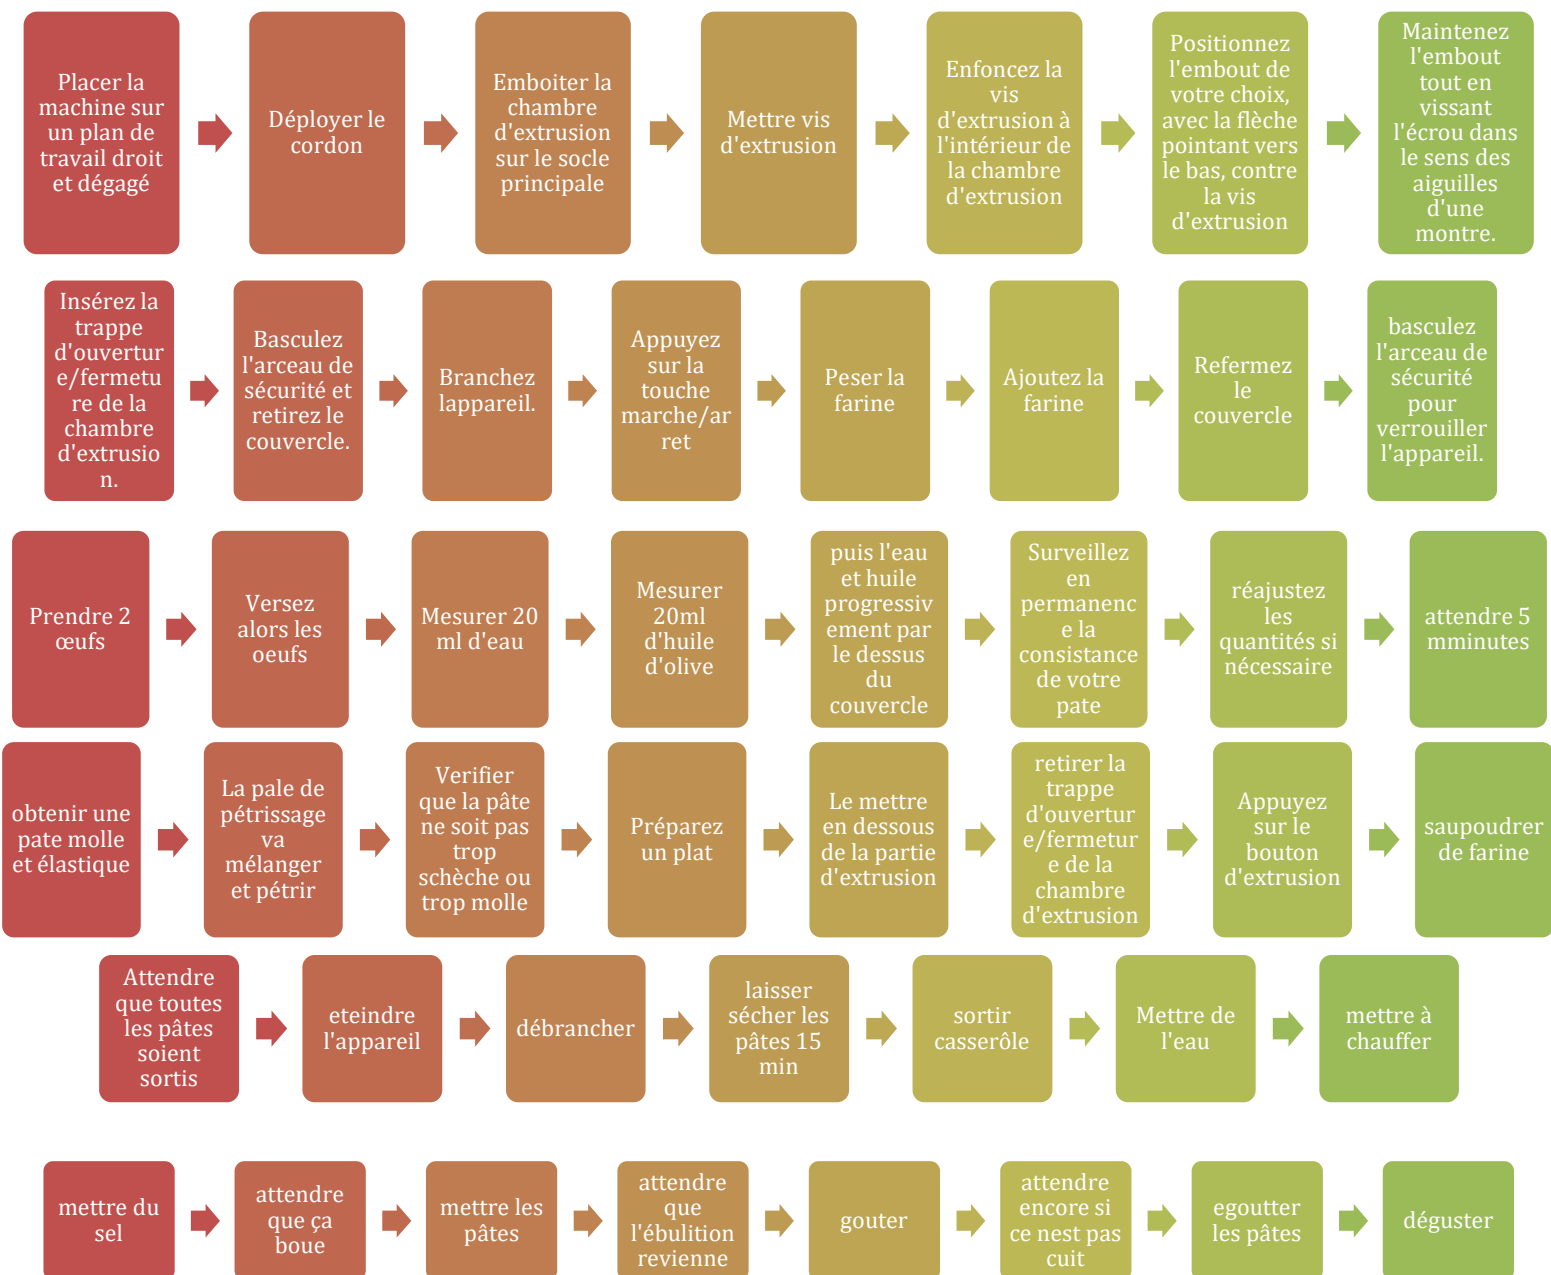 Placer la
machine sur
un plan de
travail droit
et dégagé
Déployer le
cordon
Emboiter la
chambre
d'extrusion
sur le socle
principale
Mettre vis
d'extrusion
Enfoncez la
vis
d'extrusion à
l'intérieur de
la chambre
d'extrusion
Positionnez
l'embout de
votre choix,
avec la flèche
pointant vers
le bas, contre
la vis
d'extrusion
Maintenez
l'embout
tout en
vissant
l'écrou dans
le sens des
aiguilles
d'une
montre.
Insérez la
trappe
d'ouvertur
e/fermetu
re de la
chambre
d'extrusio
n.
Basculez
l'arceau de
sécurité et
retirez le
couvercle.
Branchez
lappareil.
Appuyez
sur la
touche
marche/ar
ret
Peser la
farine
Ajoutez la
farine
Refermez
le
couvercle
basculez
l'arceau de
sécurité
pour
verrouiller
l'appareil.
Prendre 2
œufs
Versez
alors les
oeufs
Mesurer 20
ml d'eau
Mesurer
20ml
d'huile
d'olive
puis l'eau
et huile
progressiv
ement par
le dessus
du
couvercle
Surveillez
en
permanenc
e la
consistance
de votre
pate
réajustez
les
quantités si
nécessaire
attendre 5
mminutes
obtenir une
pate molle
et élastique
La pale de
pétrissage
va
mélanger
et pétrir
Verifier
que la pâte
ne soit pas
trop
schèche ou
trop molle
Préparez
un plat
Le mettre
en dessous
de la partie
d'extrusion
retirer la
trappe
d'ouvertur
e/fermetur
e de la
chambre
d'extrusion
Appuyez
sur le
bouton
d'extrusion
saupoudrer
de farine
Attendre
que toutes
les pâtes
soient
sortis
eteindre
l'appareil
débrancher
laisser
sécher les
pâtes 15
min
sortir
casserôle
Mettre de
l'eau
mettre à
chauffer
mettre du
sel
attendre
que ça
boue
mettre les
pâtes
attendre
que
l'ébulition
revienne
gouter
attendre
encore si
ce nest pas
cuit
egoutter
les pâtes
déguster